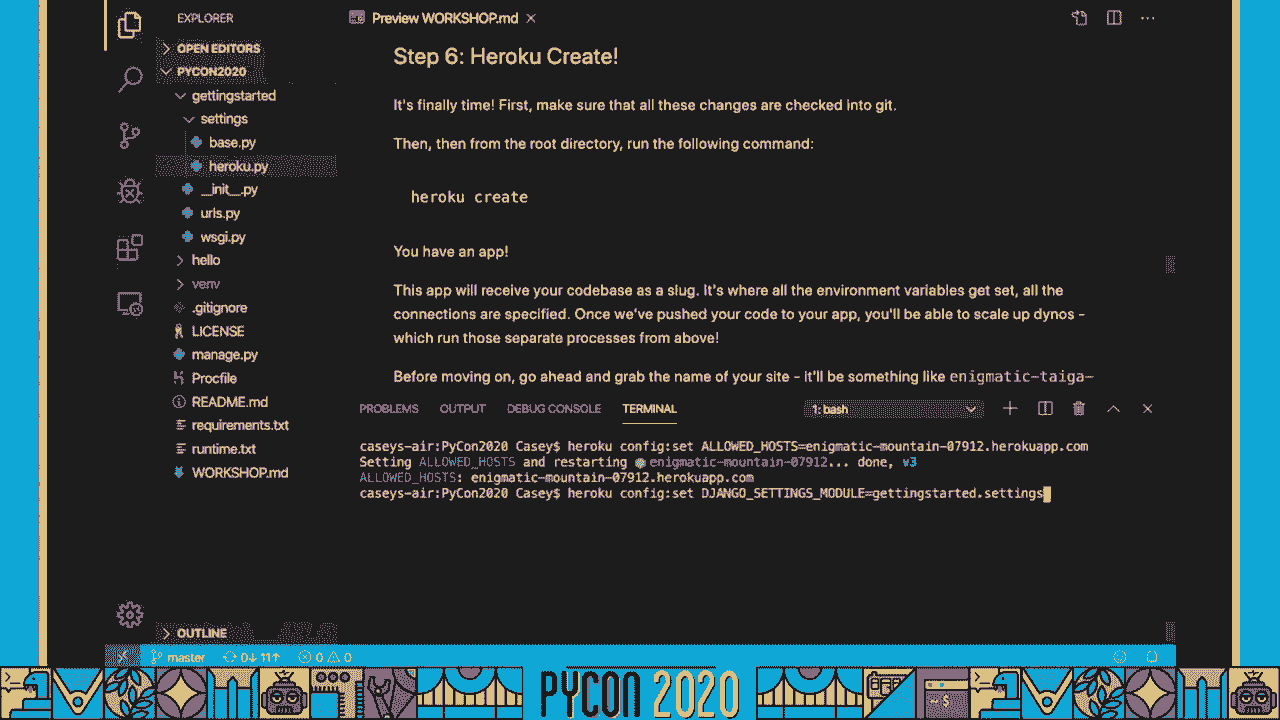 EXPLORER
Preview WORKSHOP.md
OPEN EDITORS
PYCON2020
gettingstarted
settings
base.py
heroku.py
__init__.py
urls.py
wsgi.py
hello
venv
.gitignore
LICENSE
manage.py
Procfile
README.md
requirements.txt
runtime.txt
WORKSHOP.md
OUTLINE
Step 6: Heroku Create!
It's finally time! First, make sure that all these changes are checked into git.
Then, then from the root directory, run the following command:
heroku create
You have an app!
This app will receive your codebase as a slug. It's where all the environment variables get set, all the
connections are specified. Once we've pushed your code to your app, you'll be able to scale up dynos -
which run those separate processes from above!
Before moving on, go ahead and grab the name of your site - it'll be something like enigmatic-taiga-
PROBLEMS OUTPUT DEBUG CONSOLE TERMINAL 1: bash
caseys-air:PyCon2020 Casey$ heroku config:set ALLOWED_HOSTS=enigmatic-mountain-07912.herokuapp.com
Setting ALLOWED_HOSTS and restarting enigmatic-mountain-07912... done, v3
ALLOWED_HOSTS: enigmatic-mountain-07912.herokuapp.com
caseys-air:PyCon2020 Casey$ heroku config:set DJANGO_SETTINGS_MODULE=gettingstarted.settings
master 0↓ 11↑ 0 0
PYCON 2020